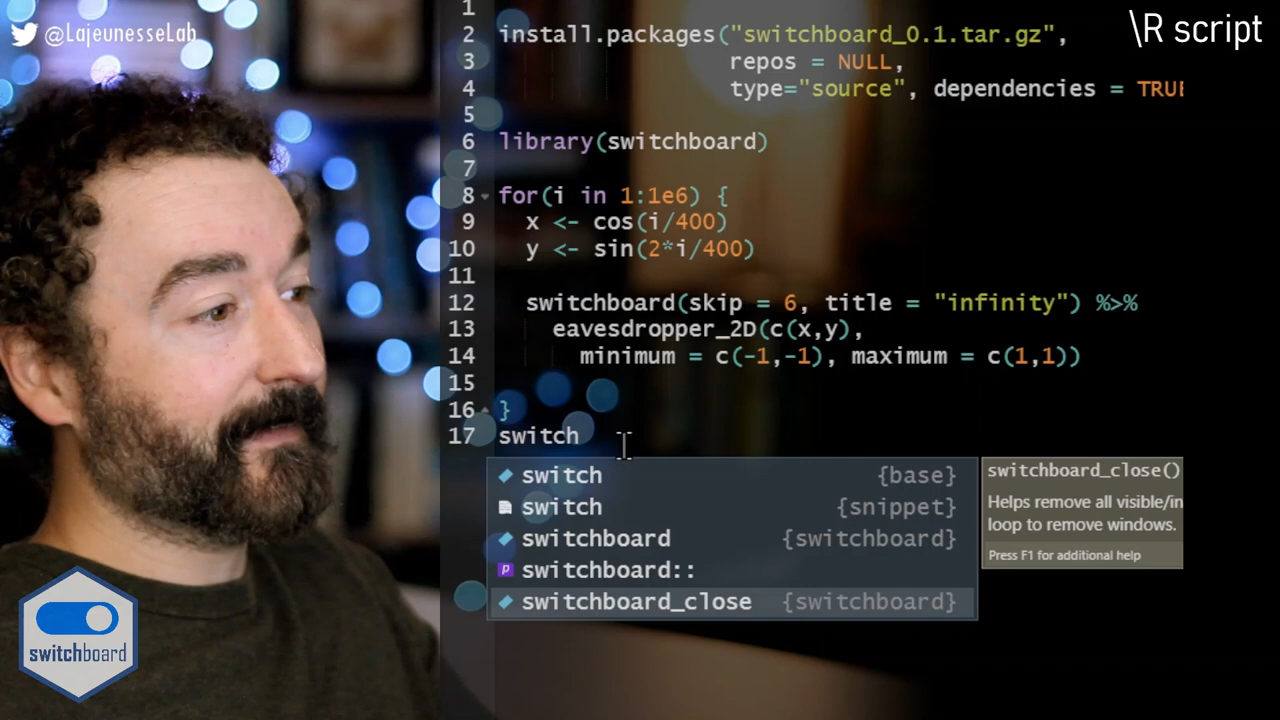 @LajeunesseLab
\R script
1
2 install.packages("switchboard_0.1.tar.gz",
3 repos = NULL,
4 type="source", dependencies = TRUE
5
6 library(switchboard)
7
8 for(i in 1:1e6) {
9 x <- cos(i/400)
10 y <- sin(2*i/400)
11
12 switchboard(skip = 6, title = "infinity") %>%
13 eavesdropper_2D(c(x,y),
14 minimum = c(-1,-1), maximum = c(1,1))
15
16 }
17 switch
switch {base}
switch {snippet}
switchboard {switchboard}
p switchboard::
switchboard_close {switchboard}
switchboard_close()
Helps remove all visible/in
loop to remove windows.
Press F1 for additional help
switchboard